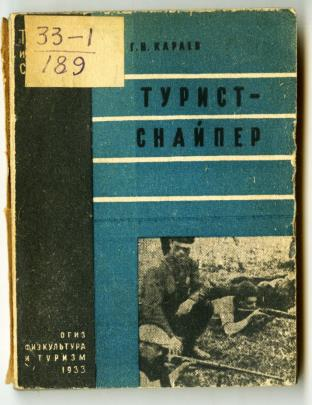 33-1
189
Г. Н. КАРАЕВ
ТУРИСТ-
СНАЙПЕР
ОГИЗ
ФИЗКУЛЬТУРА
И ТУРИЗМ
1933